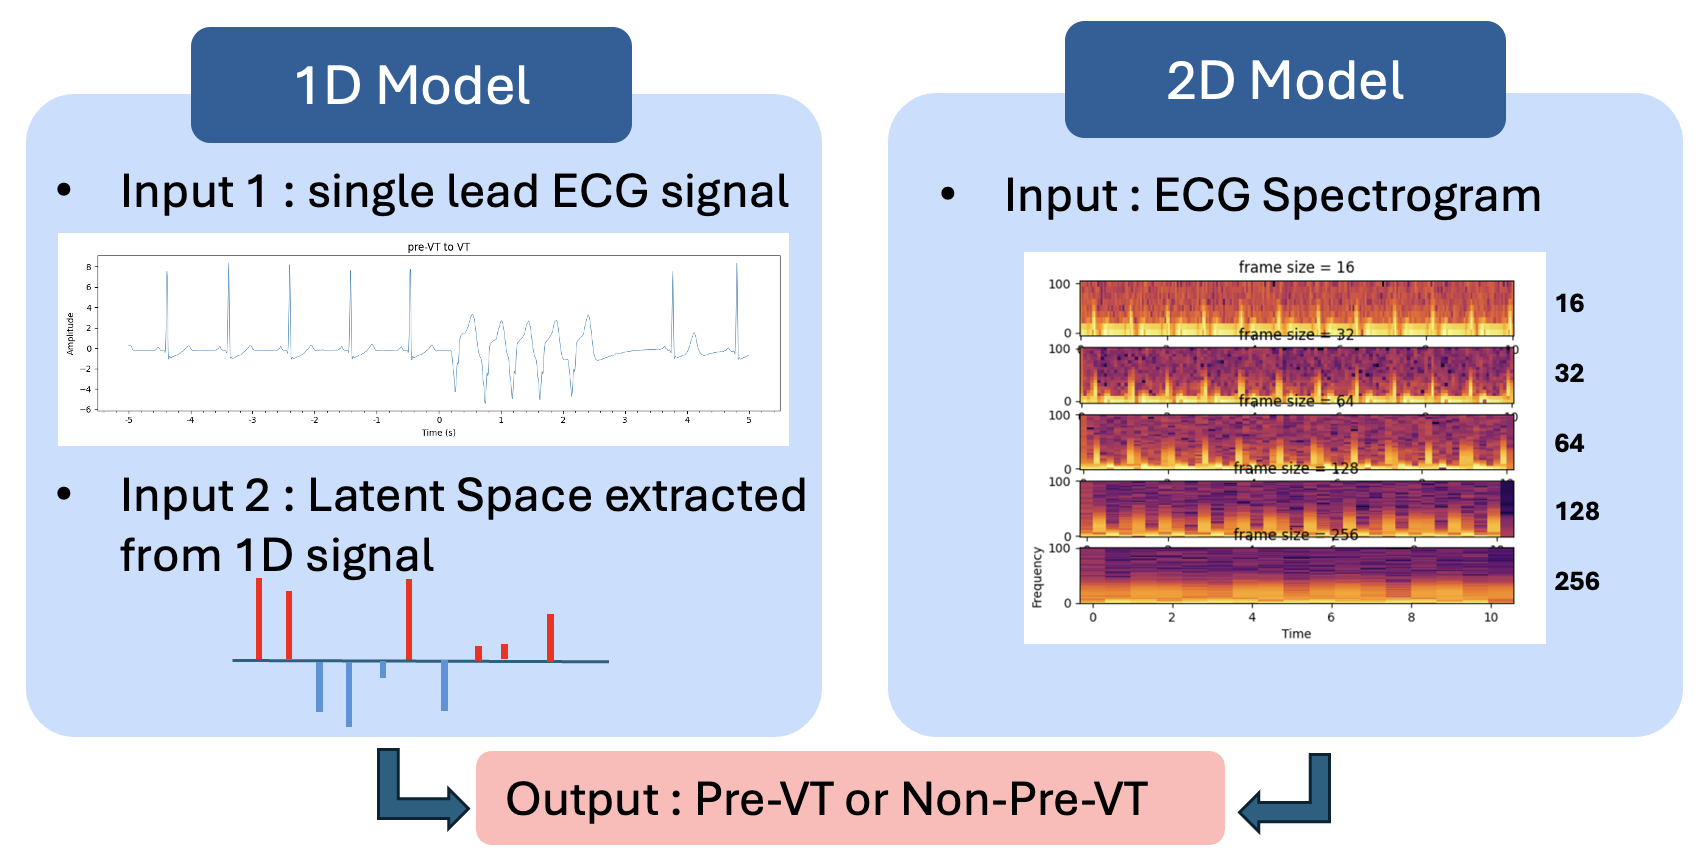 1D Model
• Input 1 : single lead ECG signal
pre-VT to VT
8
6
4
2
0
−2
−4
−6
Amplitude
-5 -4 -3 -2 -1 0 1 2 3 4 5
Time (s)
• Input 2 : Latent Space extracted
from 1D signal
2D Model
• Input : ECG Spectrogram
frame size = 16
100
0
16
frame size = 32
100
0
32
frame size = 64
100
0
64
frame size = 128
100
0
128
frame size = 256
100
0
256
Frequency
0 2 4 6 8 10
Time
Output : Pre-VT or Non-Pre-VT